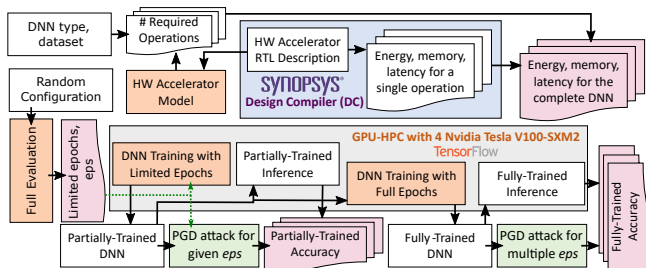 DNN type,
dataset
# Required
Operations
HW Accelerator
RTL Description
SYNOPSYS®
Design Compiler (DC)
Energy, memory,
latency for a
single operation
Energy, memory,
latency for the
complete DNN
Random
Configuration
HW Accelerator
Model
Full Evaluation
Limited epochs,
eps
GPU-HPC with 4 Nvidia Tesla V100-SXM2
TensorFlow
DNN Training with
Limited Epochs
Partially-Trained
Inference
DNN Training with
Full Epochs
Fully-Trained
Inference
Partially-Trained
DNN
PGD attack for
given eps
Partially-Trained
Accuracy
Fully-Trained
DNN
PGD attack for
multiple eps
Fully-Trained
Accuracy